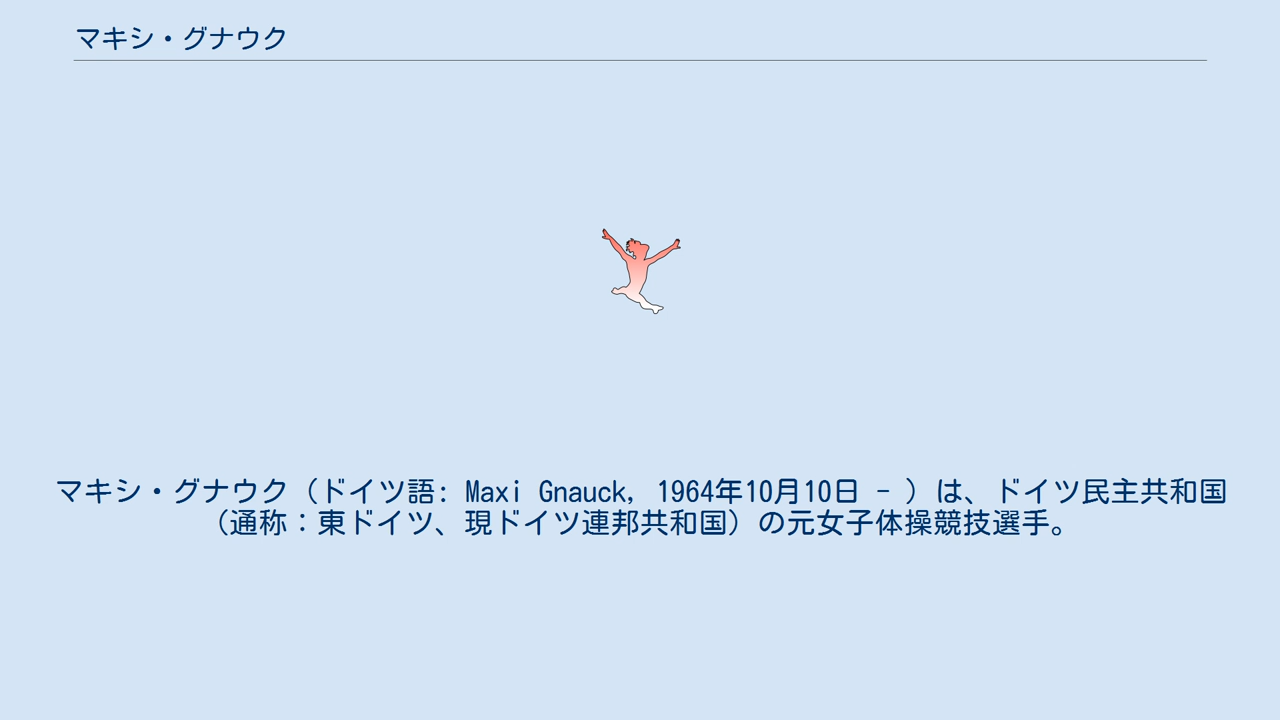 マキシ・グナウク
マキシ・グナウク（ドイツ語: Maxi Gnauck, 1964年10月10日 - ）は、ドイツ民主共和国
（通称：東ドイツ、現ドイツ連邦共和国）の元女子体操競技選手。